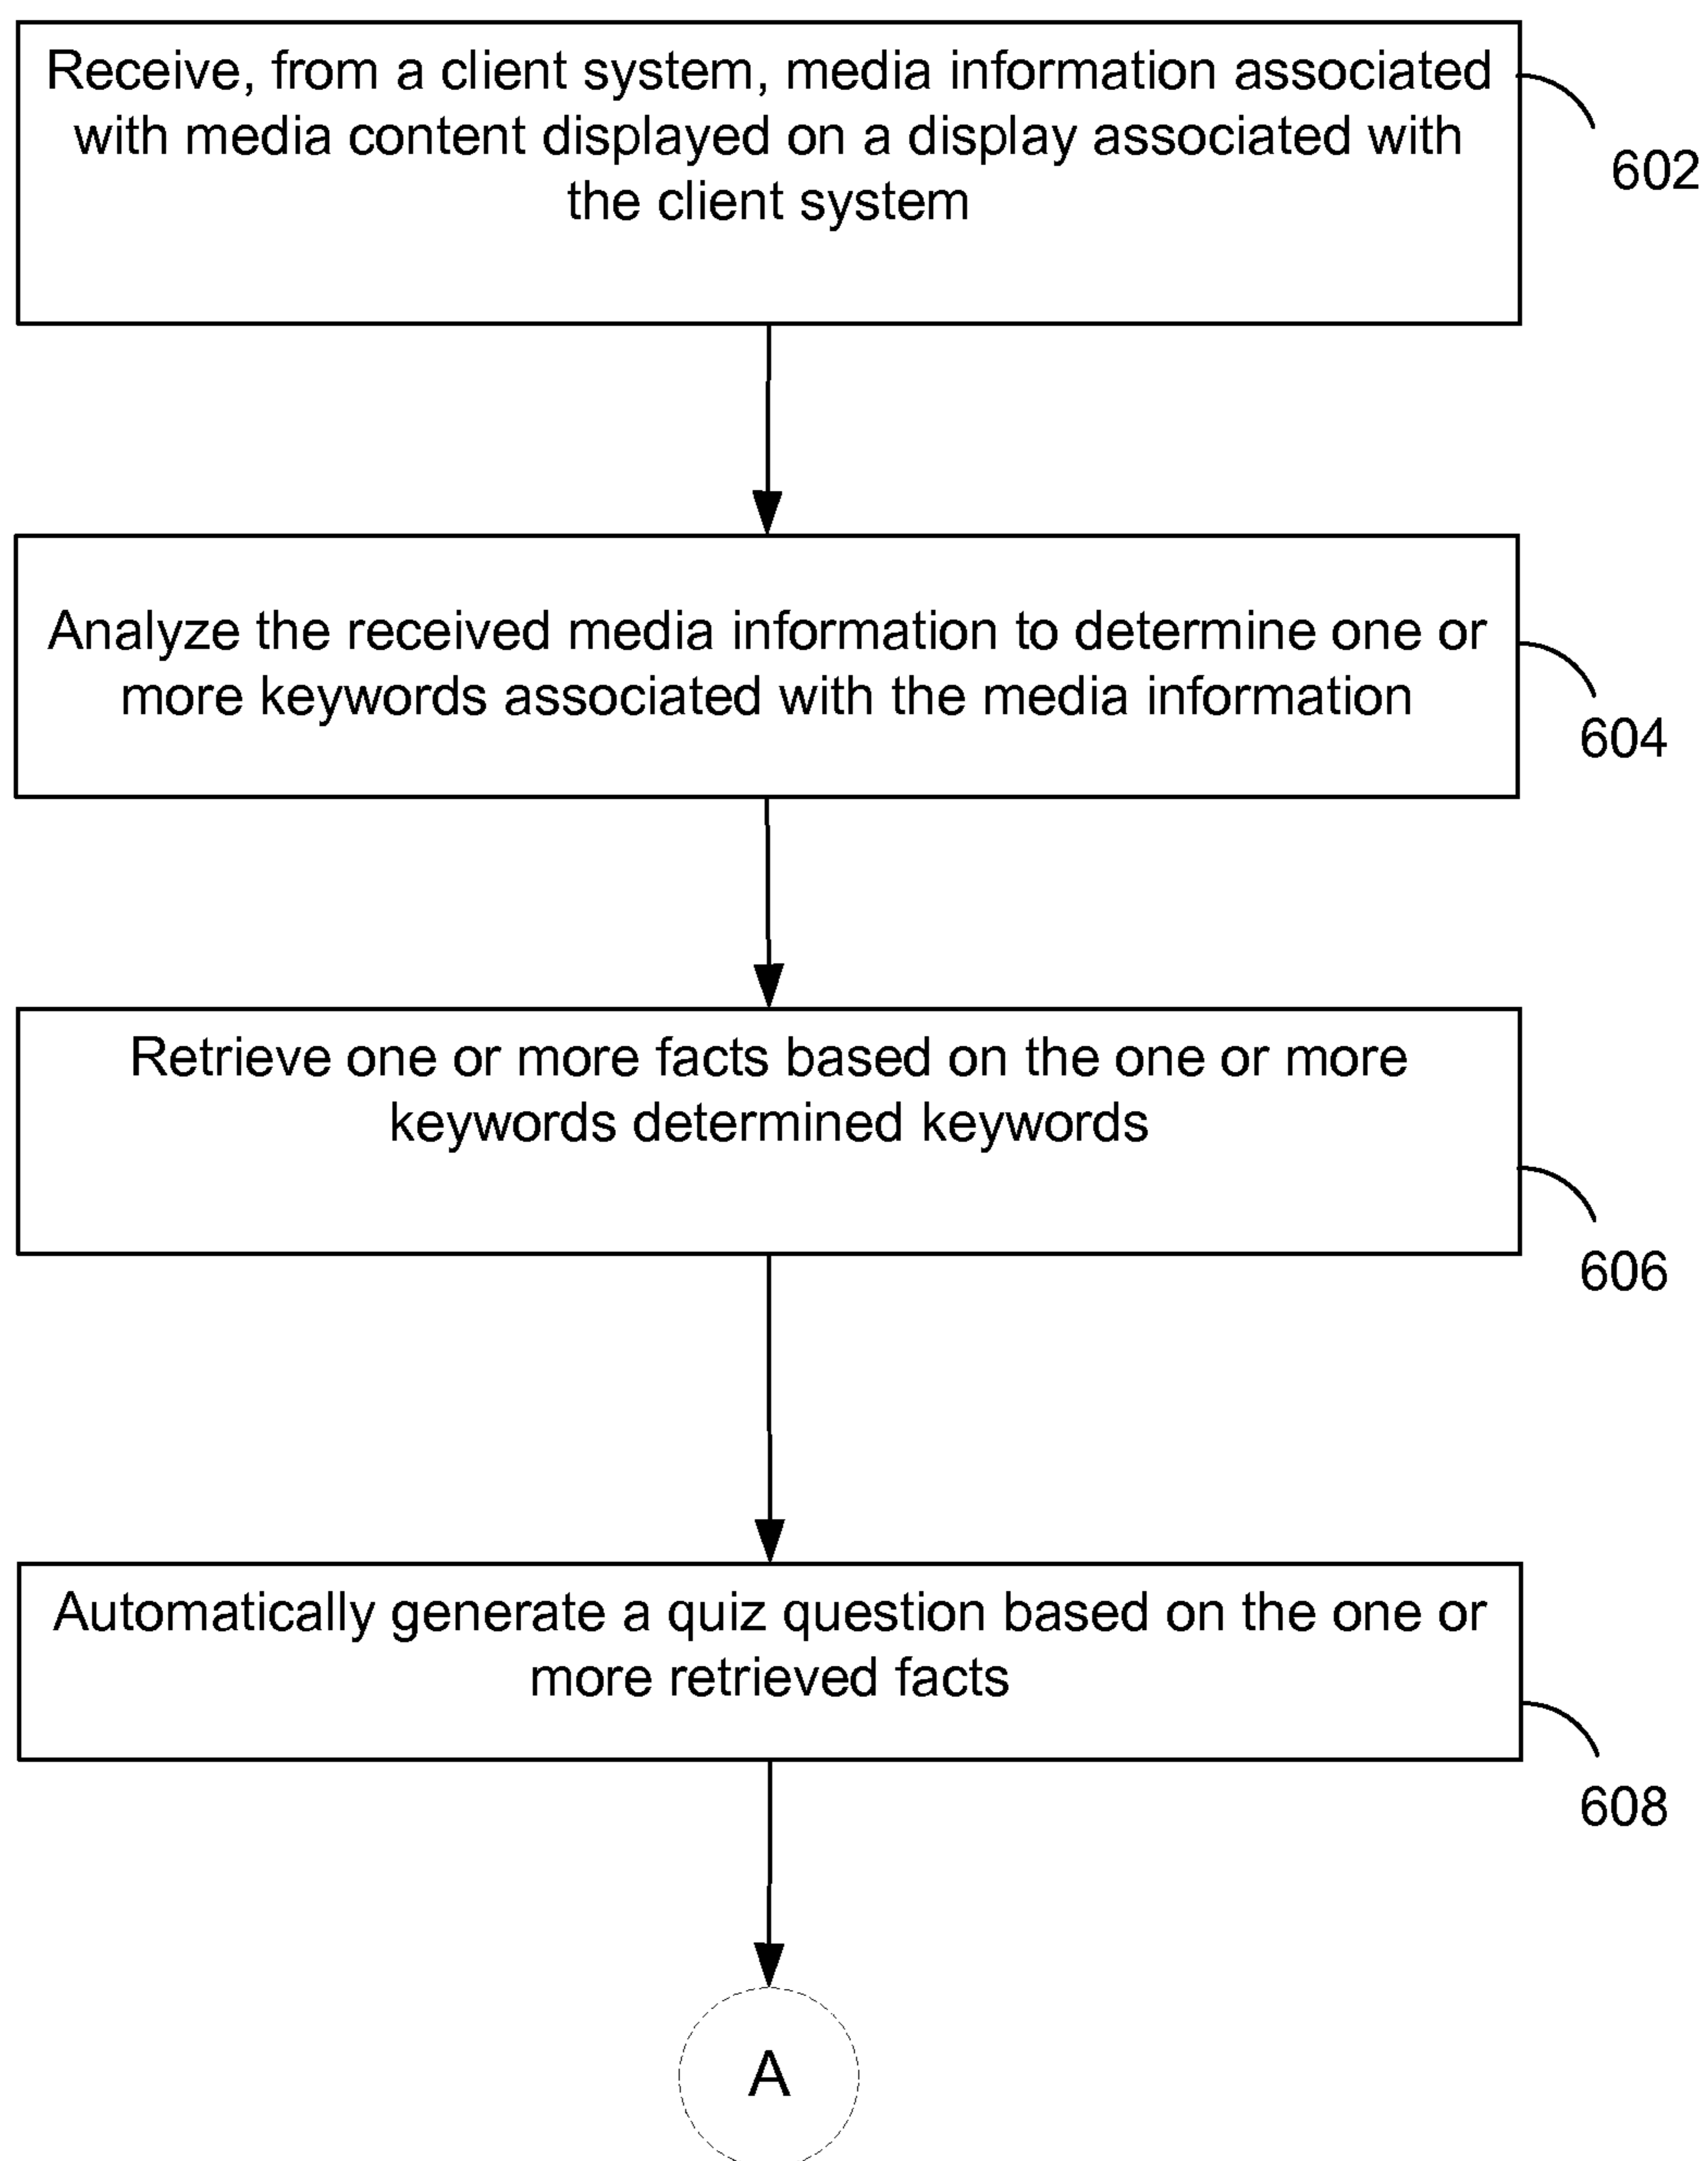 Receive, from a client system, media information associated
with media content displayed on a display associated with
the client system
602
Analyze the received media information to determine one or
more keywords associated with the media information
604
Retrieve one or more facts based on the one or more
keywords determined keywords
606
Automatically generate a quiz question based on the one or
more retrieved facts
608
A